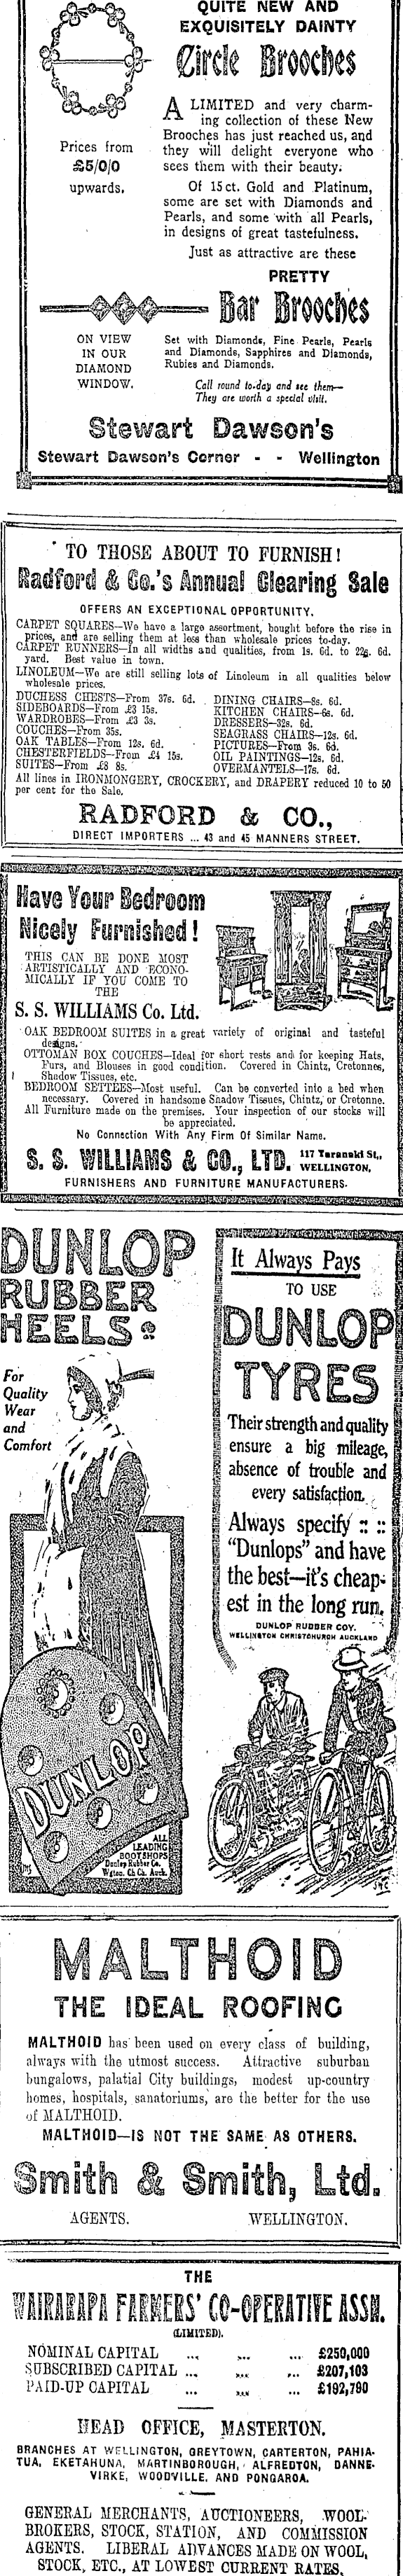 QUITE NEW AND
EXQUISITELY DAINTY
Circle Brooches
A LIMITED and very charm-
ing collection of these New
Brooches has just reached us, and
they will delight everyone who
sees them with their beauty.
Prices from
£5/0/0
upwards.
Of 15ct. Gold and Platinum,
some are set with Diamonds and
Pearls, and some with all Pearls,
in designs of great tastefulness.
Just as attractive are these
PRETTY
Bar Brooches
ON VIEW
IN OUR
DIAMOND
WINDOW.
Set with Diamonds, Fine Pearls, Pearls
and Diamonds, Sapphires and Diamonds,
Rubies and Diamonds.
Call round to-day and see them—
They are worth a special visit.
Stewart Dawson's
Stewart Dawson's Corner - - Wellington
TO THOSE ABOUT TO FURNISH!
Radford & Co.'s Annual Clearing Sale
OFFERS AN EXCEPTIONAL OPPORTUNITY.
CARPET SQUARES—We have a large assortment, bought before the rise in
prices, and are selling them at less than wholesale prices to-day.
CARPET RUNNERS—In all widths and qualities, from 1s. 6d. to 22s. 6d.
yard. Best value in town.
LINOLEUM—We are still selling lots of Linoleum in all qualities below
wholesale prices.
DUCHESS CHESTS—From 37s. 6d.
SIDEBOARDS—From £3 15s.
WARDROBES—From £3 3s.
COUCHES—From 35s.
OAK TABLES—From 12s. 6d.
CHESTERFIELDS—From £4 15s.
SUITES—From £8 8s.
DINING CHAIRS—8s. 6d.
KITCHEN CHAIRS—6s. 6d.
DRESSERS—32s. 6d.
SEAGRASS CHAIRS—12s. 6d.
PICTURES—From 3s. 6d.
OIL PAINTINGS—12s. 6d.
OVERMANTELS—17s. 6d.
All lines in IRONMONGERY, CROCKERY, and DRAPERY reduced 10 to 50
per cent for the Sale.
RADFORD & CO.,
DIRECT IMPORTERS ... 43 and 45 MANNERS STREET.
Have Your Bedroom
Nicely Furnished!
THIS CAN BE DONE MOST
ARTISTICALLY AND ECONO-
MICALLY IF YOU COME TO
THE
S. S. WILLIAMS Co. Ltd.
OAK BEDROOM SUITES in a great variety of original and tasteful
designs.
OTTOMAN BOX COUCHES—Ideal for short rests and for keeping Hats,
Furs, and Blouses in good condition. Covered in Chintz, Cretonnes,
Shadow Tissues, etc.
BEDROOM SETTEES—Most useful. Can be converted into a bed when
necessary. Covered in handsome Shadow Tissues, Chintz, or Cretonne.
All Furniture made on the premises. Your inspection of our stocks will
be appreciated.
No Connection With Any Firm Of Similar Name.
S. S. WILLIAMS & CO., LTD. 117 Taranaki St.,
WELLINGTON,
FURNISHERS AND FURNITURE MANUFACTURERS.
DUNLOP
RUBBER
HEELS
For
Quality
Wear
and
Comfort
DUNLOP
ALL
LEADING
BOOTSHOPS
Dunlop Rubber Co.
Wgton. Ch.Ch. Auck.
It Always Pays
TO USE
DUNLOP
TYRES
Their strength and quality
ensure a big mileage,
absence of trouble and
every satisfaction.
Always specify :: ::
"Dunlops" and have
the best—it's cheap-
est in the long run.
DUNLOP RUBBER COY.
WELLINGTON CHRISTCHURCH AUCKLAND
MALTHOID
THE IDEAL ROOFING
MALTHOID has been used on every class of building,
always with the utmost success. Attractive suburban
bungalows, palatial City buildings, modest up-country
homes, hospitals, sanatoriums, are the better for the use
of MALTHOID.
MALTHOID—IS NOT THE SAME AS OTHERS.
Smith & Smith, Ltd.
AGENTS. WELLINGTON.
THE
WAIRARAPA FARMERS' CO-OPERATIVE ASSN.
(LIMITED).
NOMINAL CAPITAL ... ... ... £250,000
SUBSCRIBED CAPITAL ... ... ... £207,103
PAID-UP CAPITAL ... ... ... £192,790
HEAD OFFICE, MASTERTON.
BRANCHES AT WELLINGTON, GREYTOWN, CARTERTON, PAHIA-
TUA, EKETAHUNA, MARTINBOROUGH, ALFREDTON, DANNE-
VIRKE, WOODVILLE, AND PONGAROA.
GENERAL MERCHANTS, AUCTIONEERS, WOOL-
BROKERS, STOCK, STATION, AND COMMISSION
AGENTS. LIBERAL ADVANCES MADE ON WOOL,
STOCK, ETC., AT LOWEST CURRENT RATES.